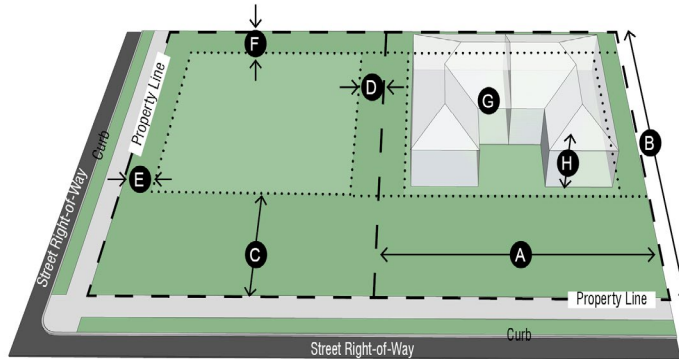 F
Property Line
D
G
B
Curb
H
E
Street Right-of-Way
C
A
Property Line
Curb
Street Right-of-Way